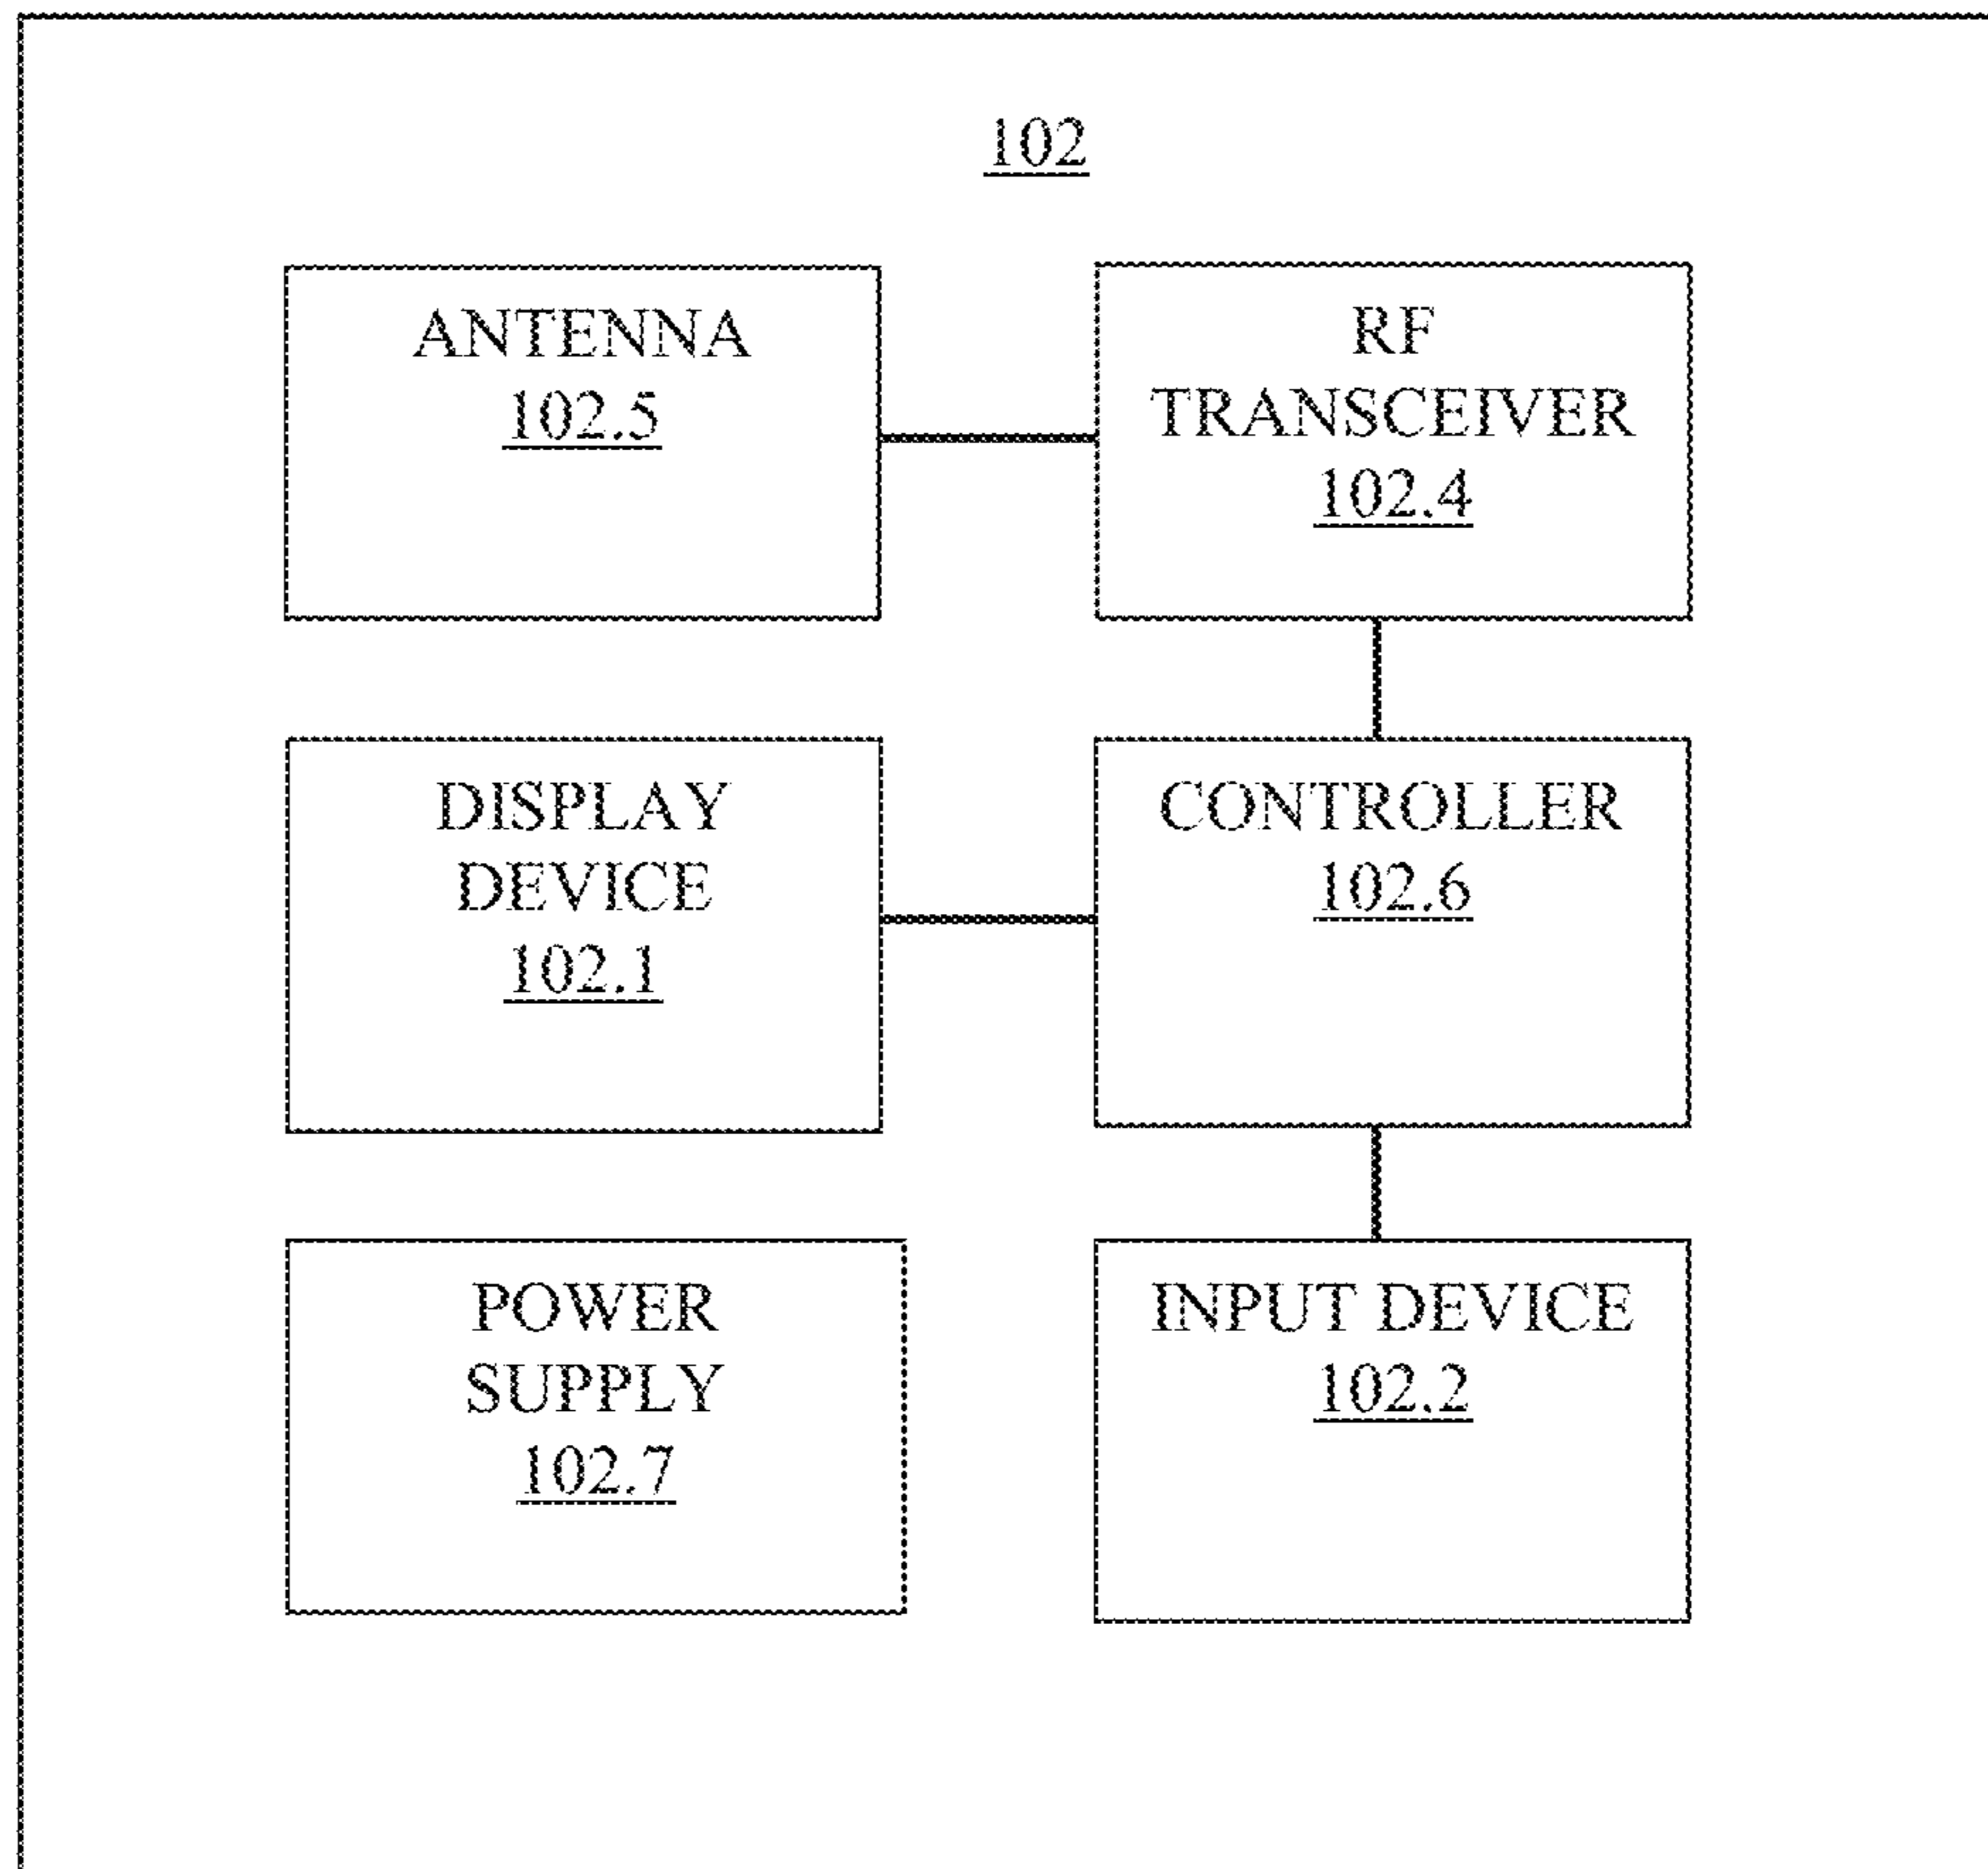 102
ANTENNA
102.5
RF
TRANSCEIVER
102.4
DISPLAY
DEVICE
102.1
CONTROLLER
102.6
POWER
SUPPLY
102.7
INPUT DEVICE
102.2